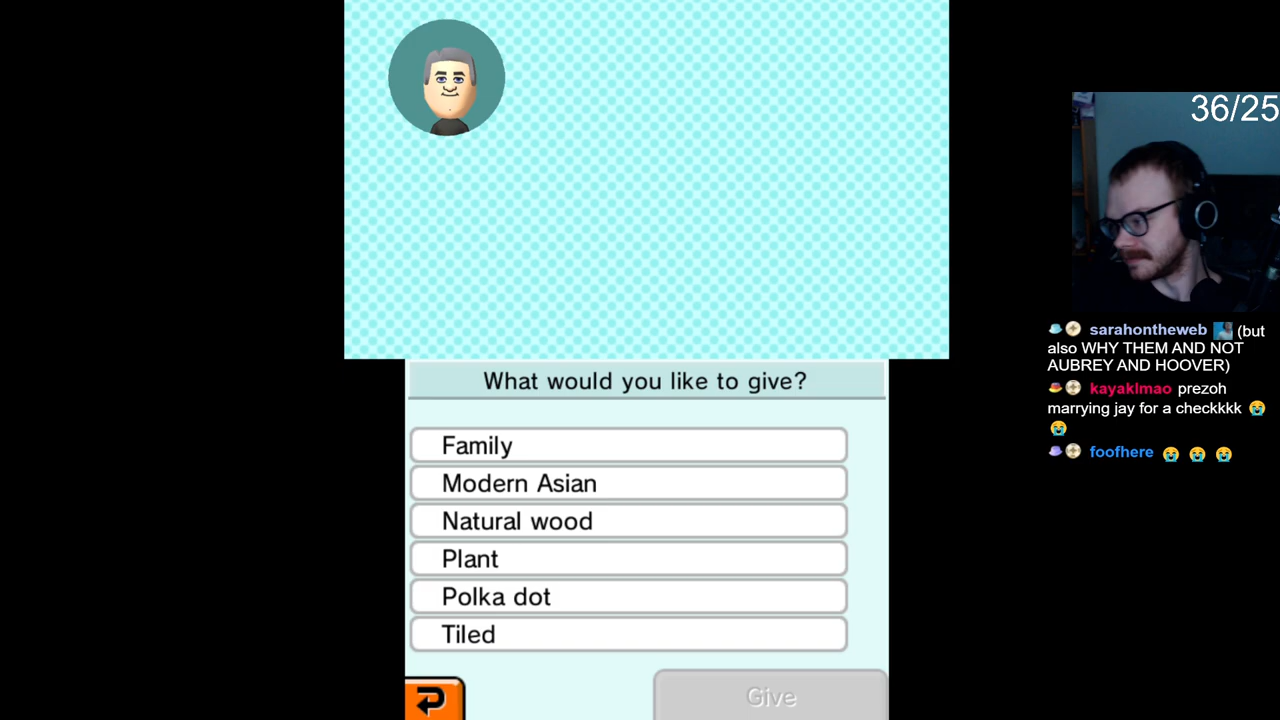 36/25
sarahontheweb (but
also WHY THEM AND NOT
AUBREY AND HOOVER)
kayaklmao prezoh
marrying jay for a checkkkk 😭
😭
foofhere 😭 😭 😭
What would you like to give?
Family
Modern Asian
Natural wood
Plant
Polka dot
Tiled
Give